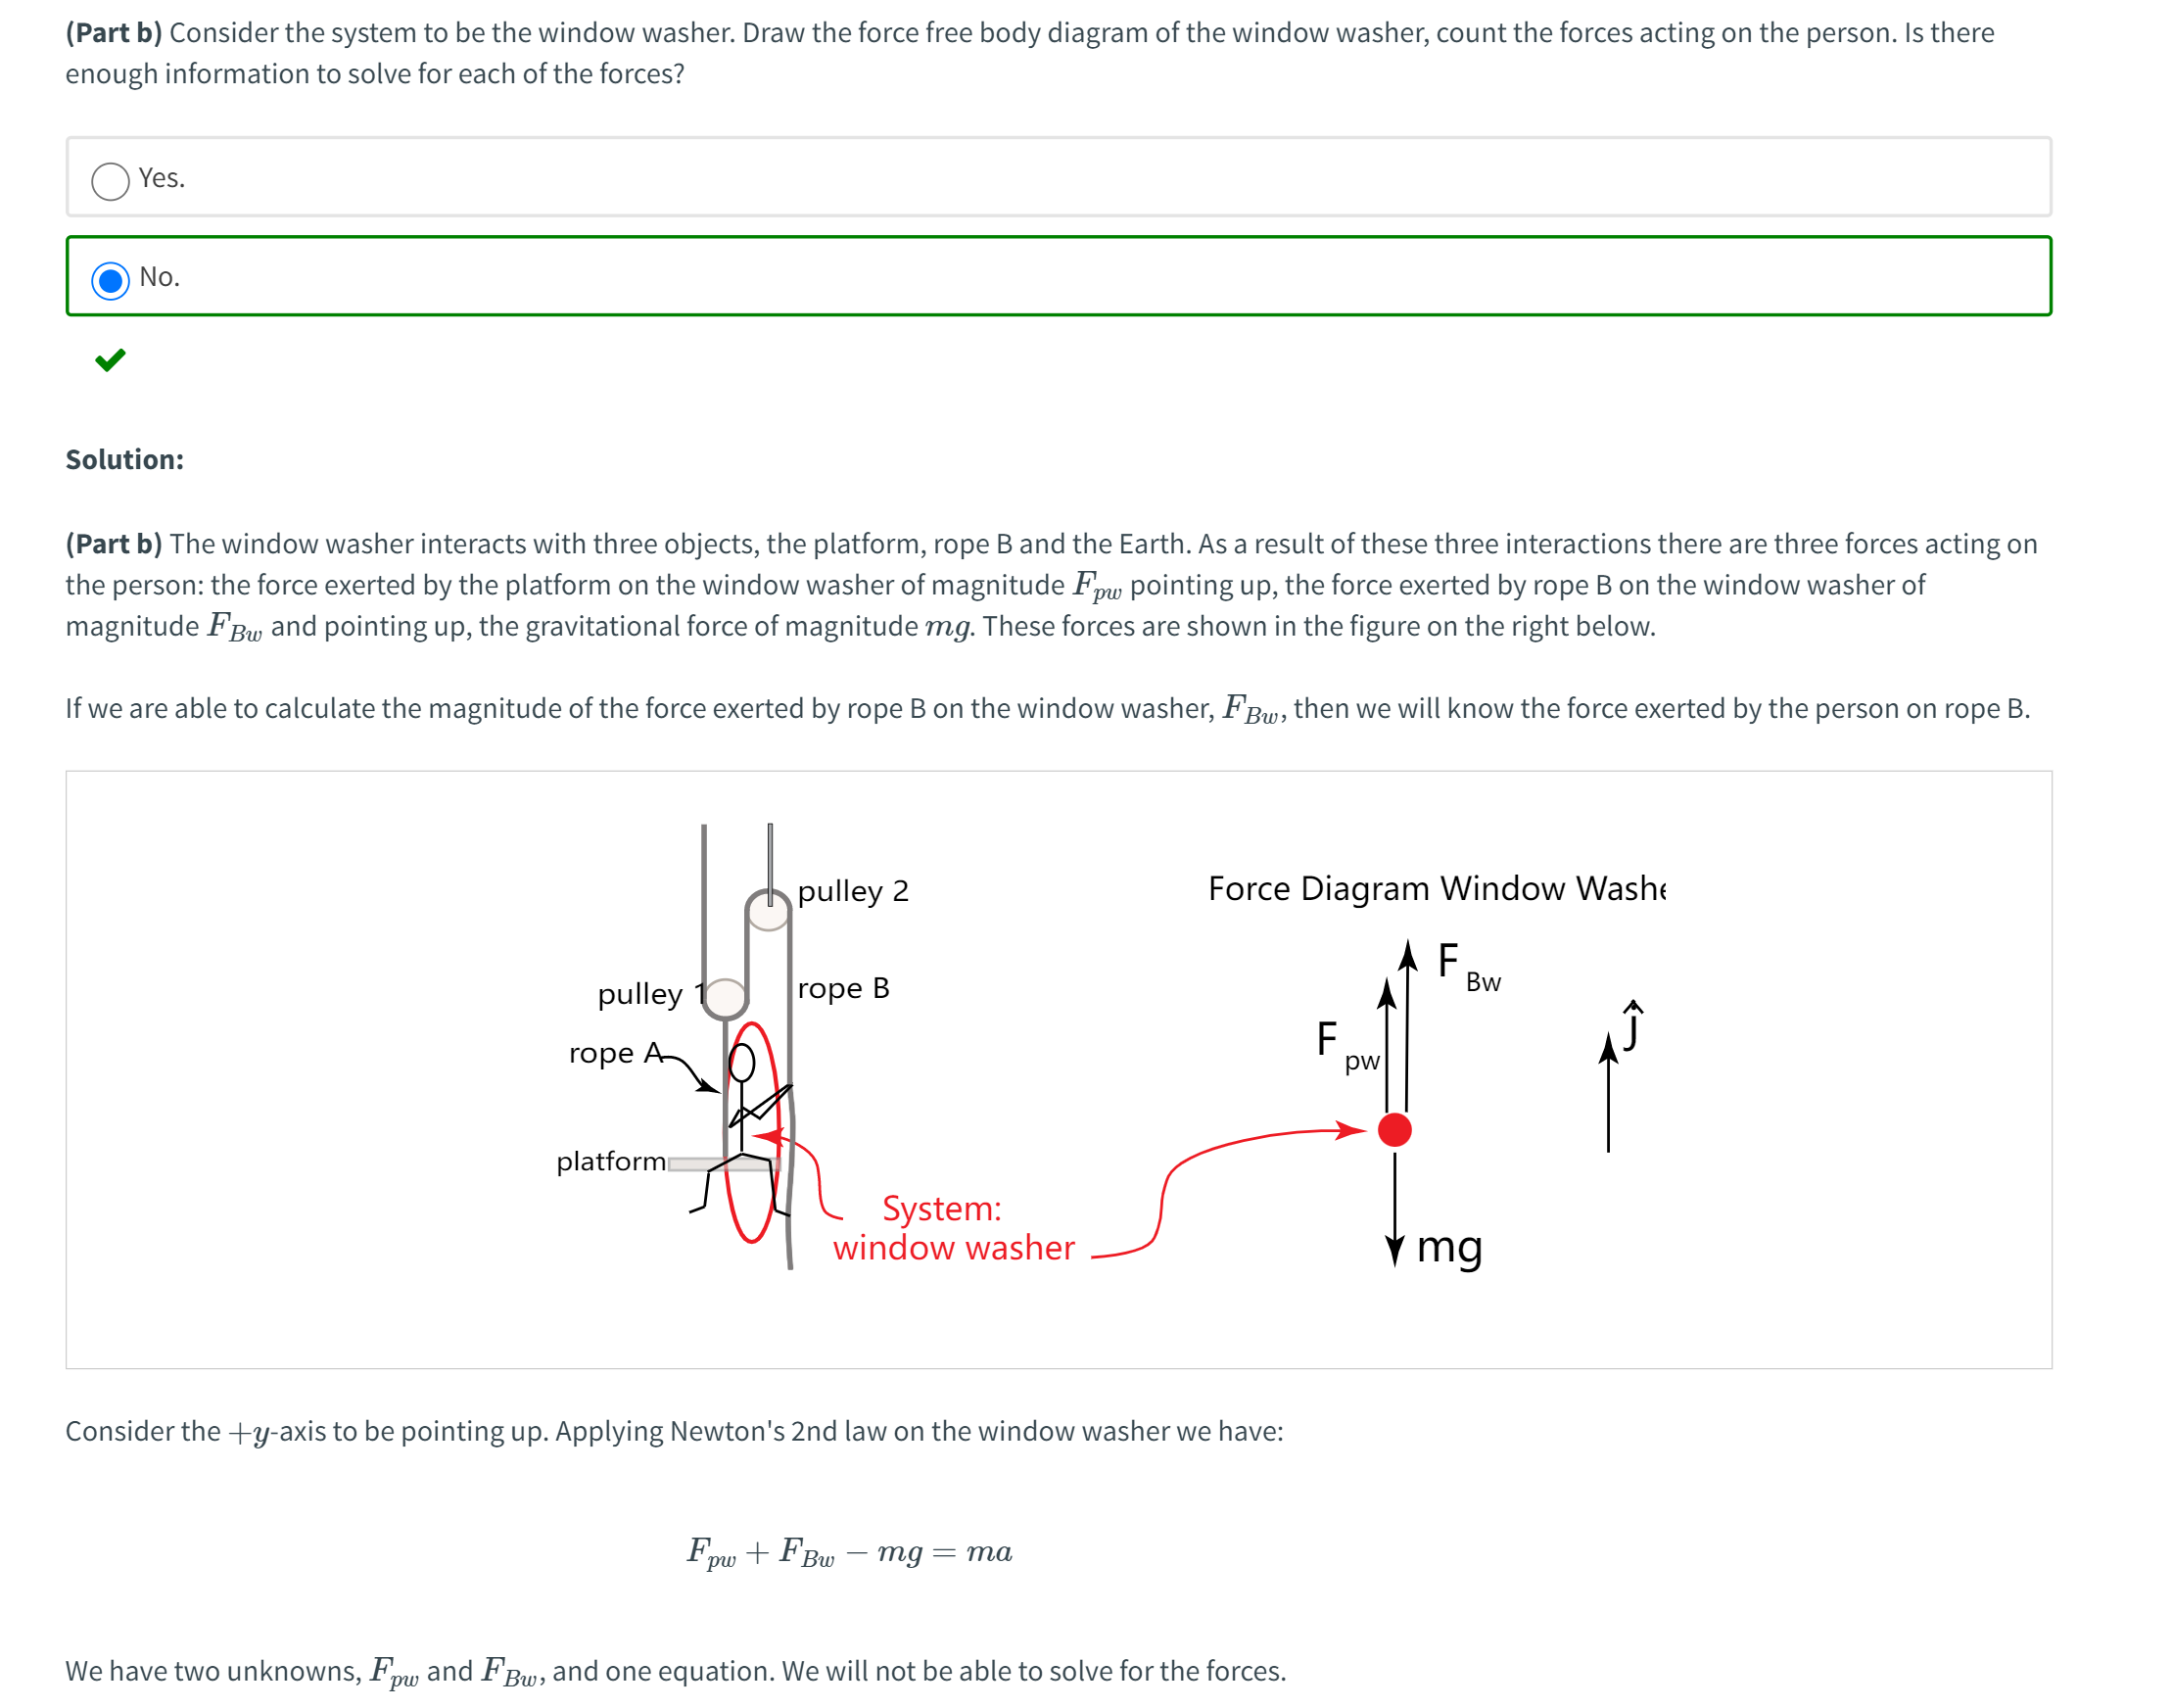 (Part b) Consider the system to be the window washer. Draw the force free body diagram of the window washer, count the forces acting on the person. Is there
enough information to solve for each of the forces?
Yes.
No.
Solution:
(Part b) The window washer interacts with three objects, the platform, rope B and the Earth. As a result of these three interactions there are three forces acting on
the person: the force exerted by the platform on the window washer of magnitude F_{pw} pointing up, the force exerted by rope B on the window washer of
magnitude F_{Bw} and pointing up, the gravitational force of magnitude mg. These forces are shown in the figure on the right below.
If we are able to calculate the magnitude of the force exerted by rope B on the window washer, F_{Bw}, then we will know the force exerted by the person on rope B.
pulley 2
Force Diagram Window Washe
F_{Bw}
pulley 1
rope B
ĵ
F_{pw}
rope A
platform
System:
window washer
mg
Consider the +y-axis to be pointing up. Applying Newton's 2nd law on the window washer we have:
F_{pw} + F_{Bw} − mg = ma
We have two unknowns, F_{pw} and F_{Bw}, and one equation. We will not be able to solve for the forces.